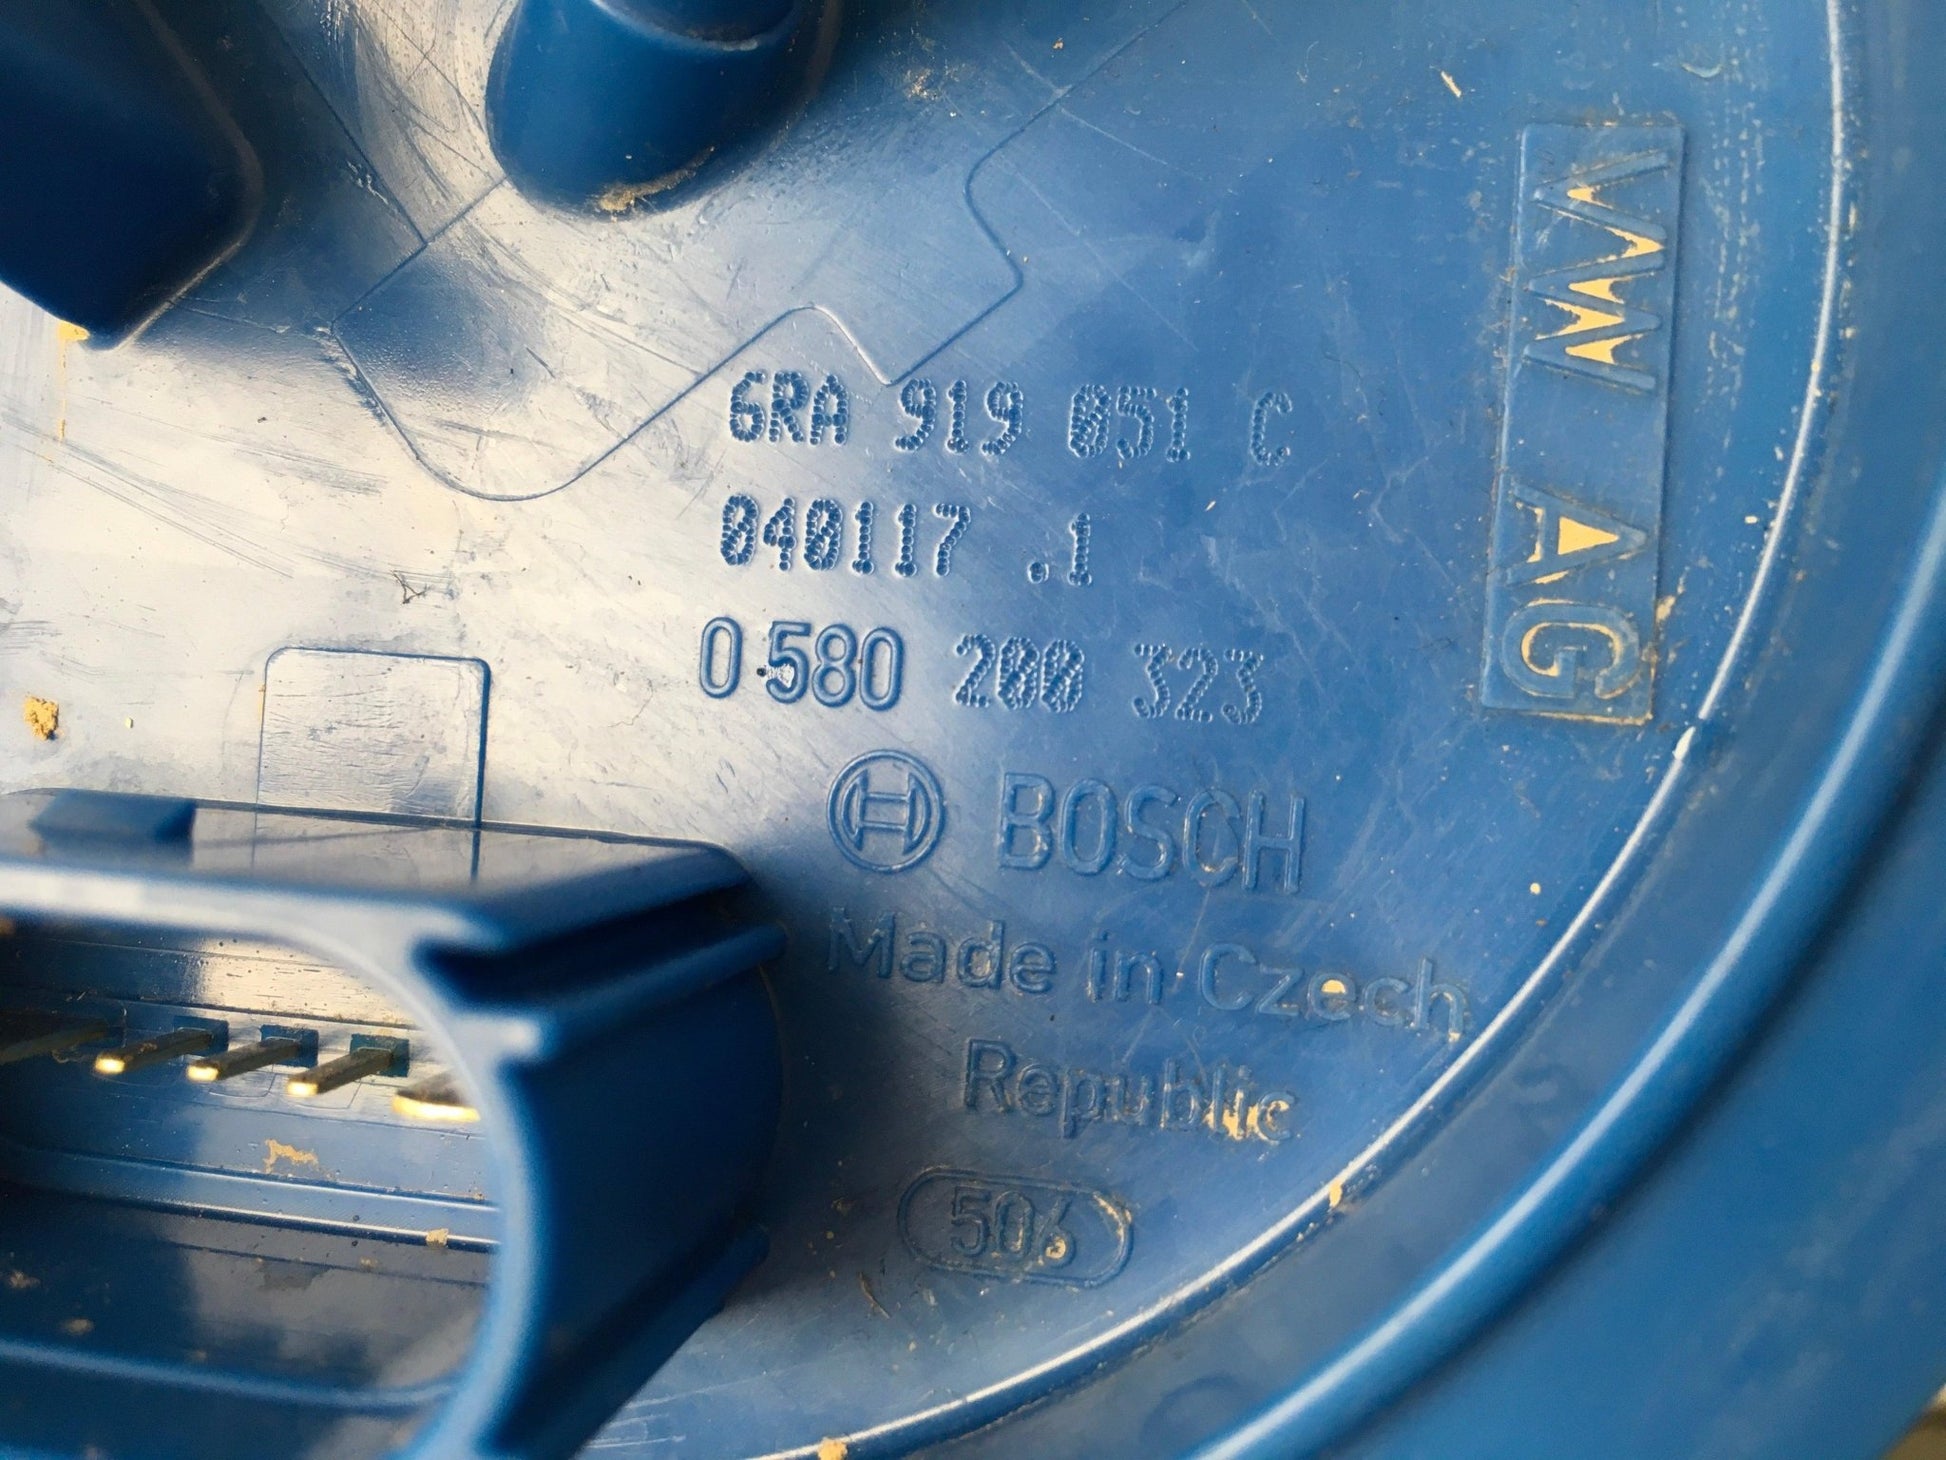 6RA 919 051 C
040117 .1
0 580 200 323
BOSCH
Made in Czech
Republic
506
VW AG